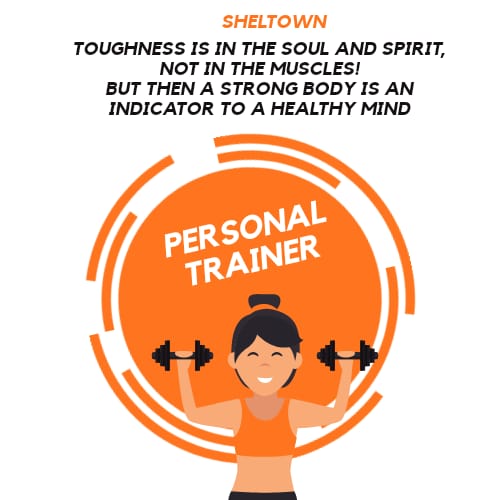 SHELTOWN
TOUGHNESS IS IN THE SOUL AND SPIRIT,
NOT IN THE MUSCLES!
BUT THEN A STRONG BODY IS AN
INDICATOR TO A HEALTHY MIND
PERSONAL
TRAINER